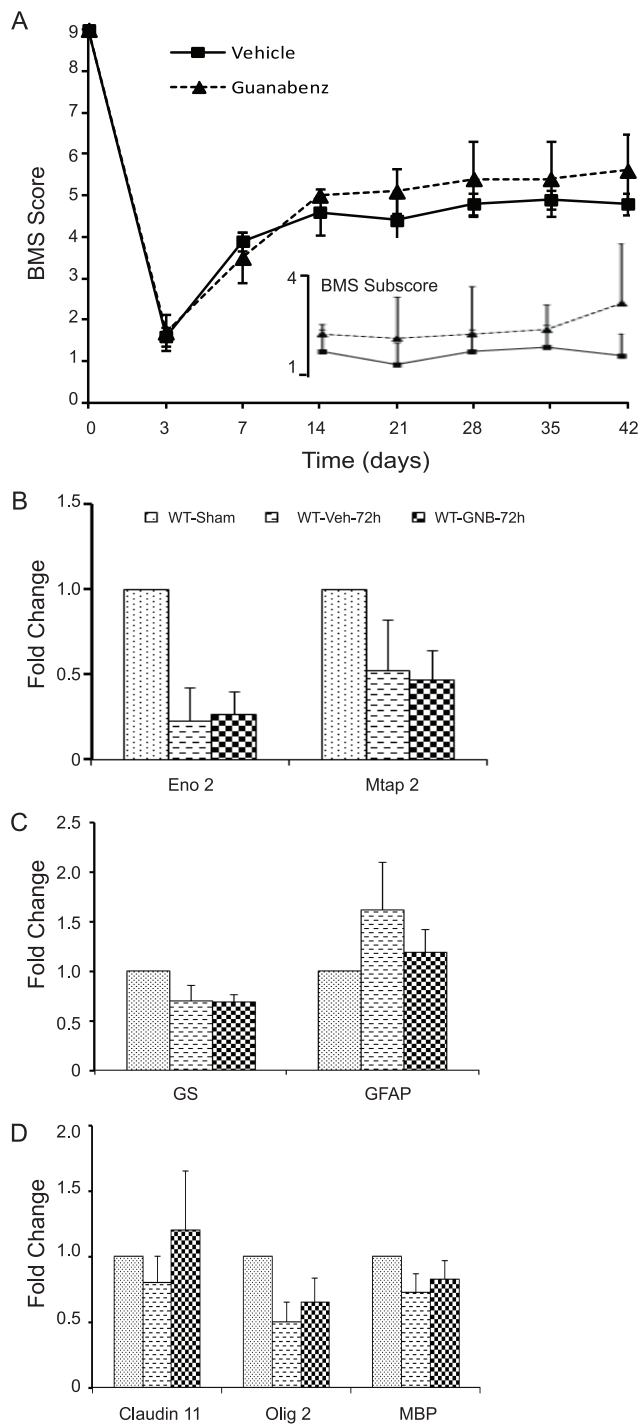 A
9
8
7
6
5
4
3
2
1
0
BMS Score
Vehicle
Guanabenz
4
BMS Subscore
1
0 3 7 14 21 28 35 42
Time (days)
B
1.5
1.0
0.5
0
Fold Change
WT-Sham WT-Veh-72h WT-GNB-72h
Eno 2 Mtap 2
C
2.5
2.0
1.5
1.0
0.5
0
Fold Change
GS GFAP
D
2.0
1.5
1.0
0.5
0
Fold Change
Claudin 11 Olig 2 MBP